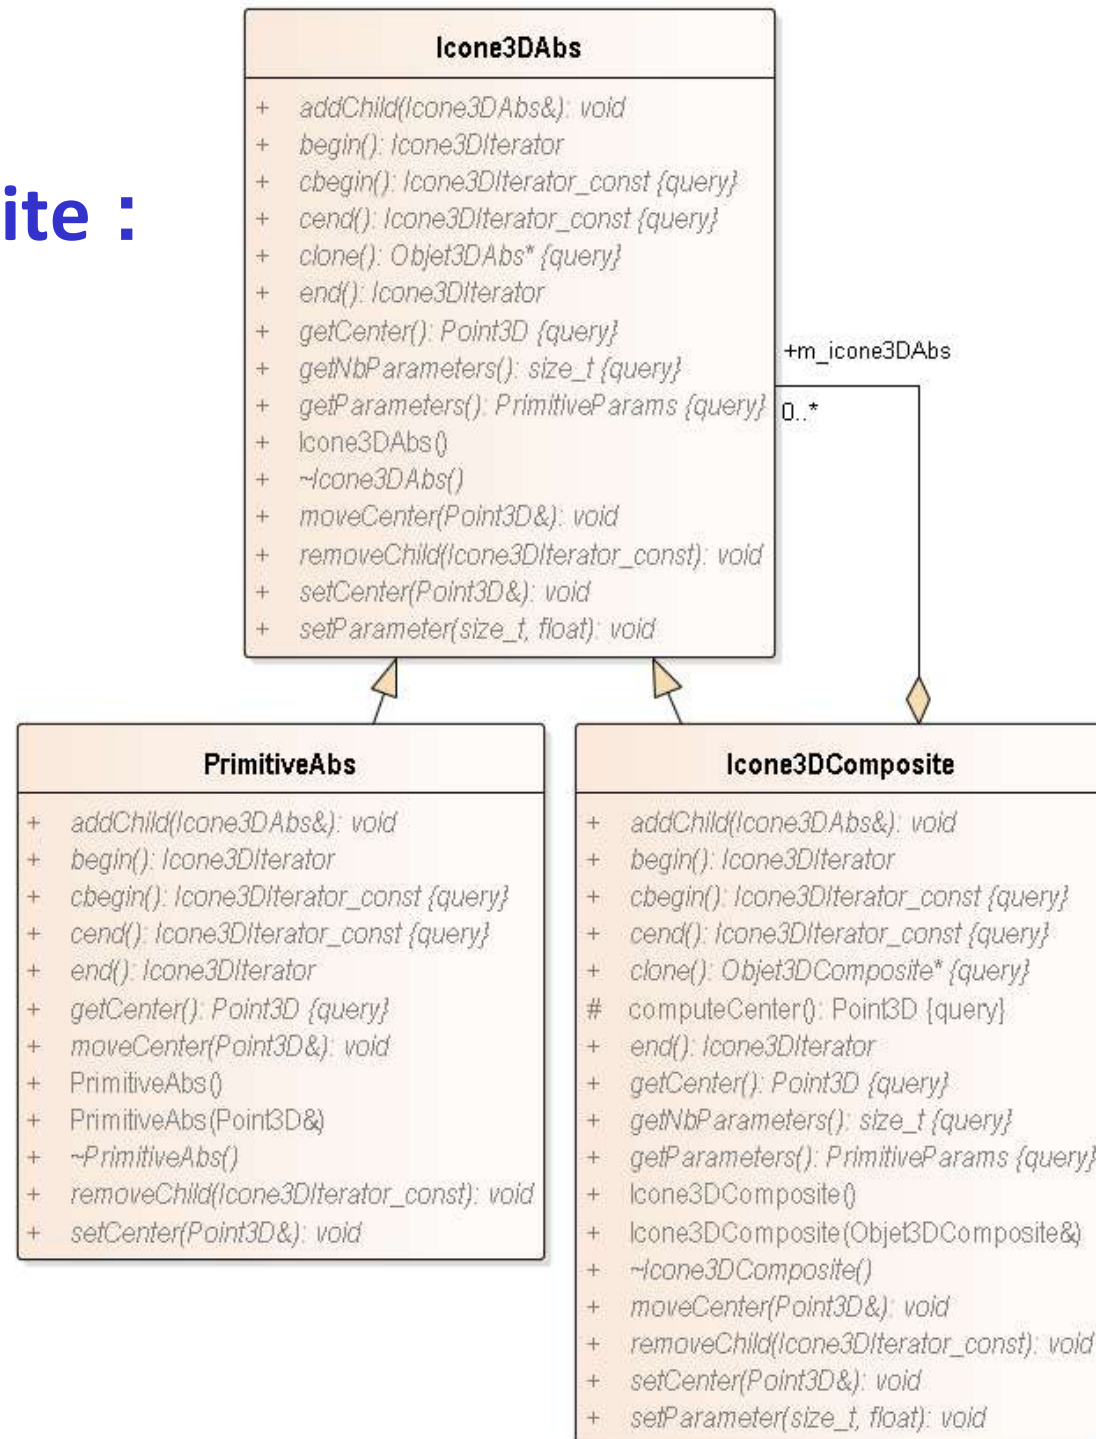 ite :
Icone3DAbs
+ addChild(Icone3DAbs&): void
+ begin(): Icone3DIterator
+ cbegin(): Icone3DIterator_const {query}
+ cend(): Icone3DIterator_const {query}
+ clone(): Objet3DAbs* {query}
+ end(): Icone3DIterator
+ getCenter(): Point3D {query}
+ getNbParameters(): size_t {query}
+ getParameters(): PrimitiveParams {query}
+ Icone3DAbs()
+ ~Icone3DAbs()
+ moveCenter(Point3D&): void
+ removeChild(Icone3DIterator_const): void
+ setCenter(Point3D&): void
+ setParameter(size_t, float): void
+m_icone3DAbs
0..*
PrimitiveAbs
+ addChild(Icone3DAbs&): void
+ begin(): Icone3DIterator
+ cbegin(): Icone3DIterator_const {query}
+ cend(): Icone3DIterator_const {query}
+ end(): Icone3DIterator
+ getCenter(): Point3D {query}
+ moveCenter(Point3D&): void
+ PrimitiveAbs()
+ PrimitiveAbs(Point3D&)
+ ~PrimitiveAbs()
+ removeChild(Icone3DIterator_const): void
+ setCenter(Point3D&): void
Icone3DComposite
+ addChild(Icone3DAbs&): void
+ begin(): Icone3DIterator
+ cbegin(): Icone3DIterator_const {query}
+ cend(): Icone3DIterator_const {query}
+ clone(): Objet3DComposite* {query}
# computeCenter(): Point3D {query}
+ end(): Icone3DIterator
+ getCenter(): Point3D {query}
+ getNbParameters(): size_t {query}
+ getParameters(): PrimitiveParams {query}
+ Icone3DComposite()
+ Icone3DComposite(Objet3DComposite&)
+ ~Icone3DComposite()
+ moveCenter(Point3D&): void
+ removeChild(Icone3DIterator_const): void
+ setCenter(Point3D&): void
+ setParameter(size_t, float): void